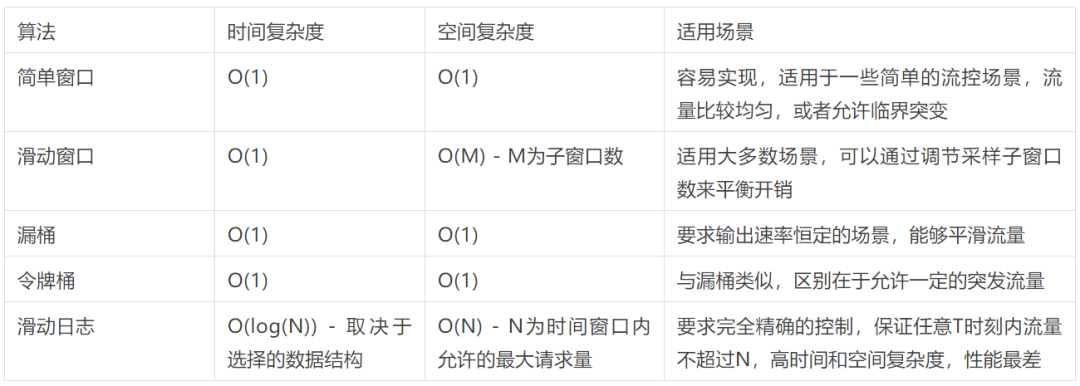 算法 时间复杂度 空间复杂度 适用场景
简单窗口 O(1) O(1) 容易实现，适用于一些简单的流控场景，流
量比较均匀，或者允许临界突变
滑动窗口 O(1) O(M) - M为子窗口数 适用大多数场景，可以通过调节采样子窗口
数来平衡开销
漏桶 O(1) O(1) 要求输出速率恒定的场景，能够平滑流量
令牌桶 O(1) O(1) 与漏桶类似，区别在于允许一定的突发流量
滑动日志 O(log(N)) - 取决于 O(N) - N为时间窗口内 要求完全精确的控制，保证任意T时刻内流量
选择的数据结构 允许的最大请求量 不超过N，高时间和空间复杂度，性能最差